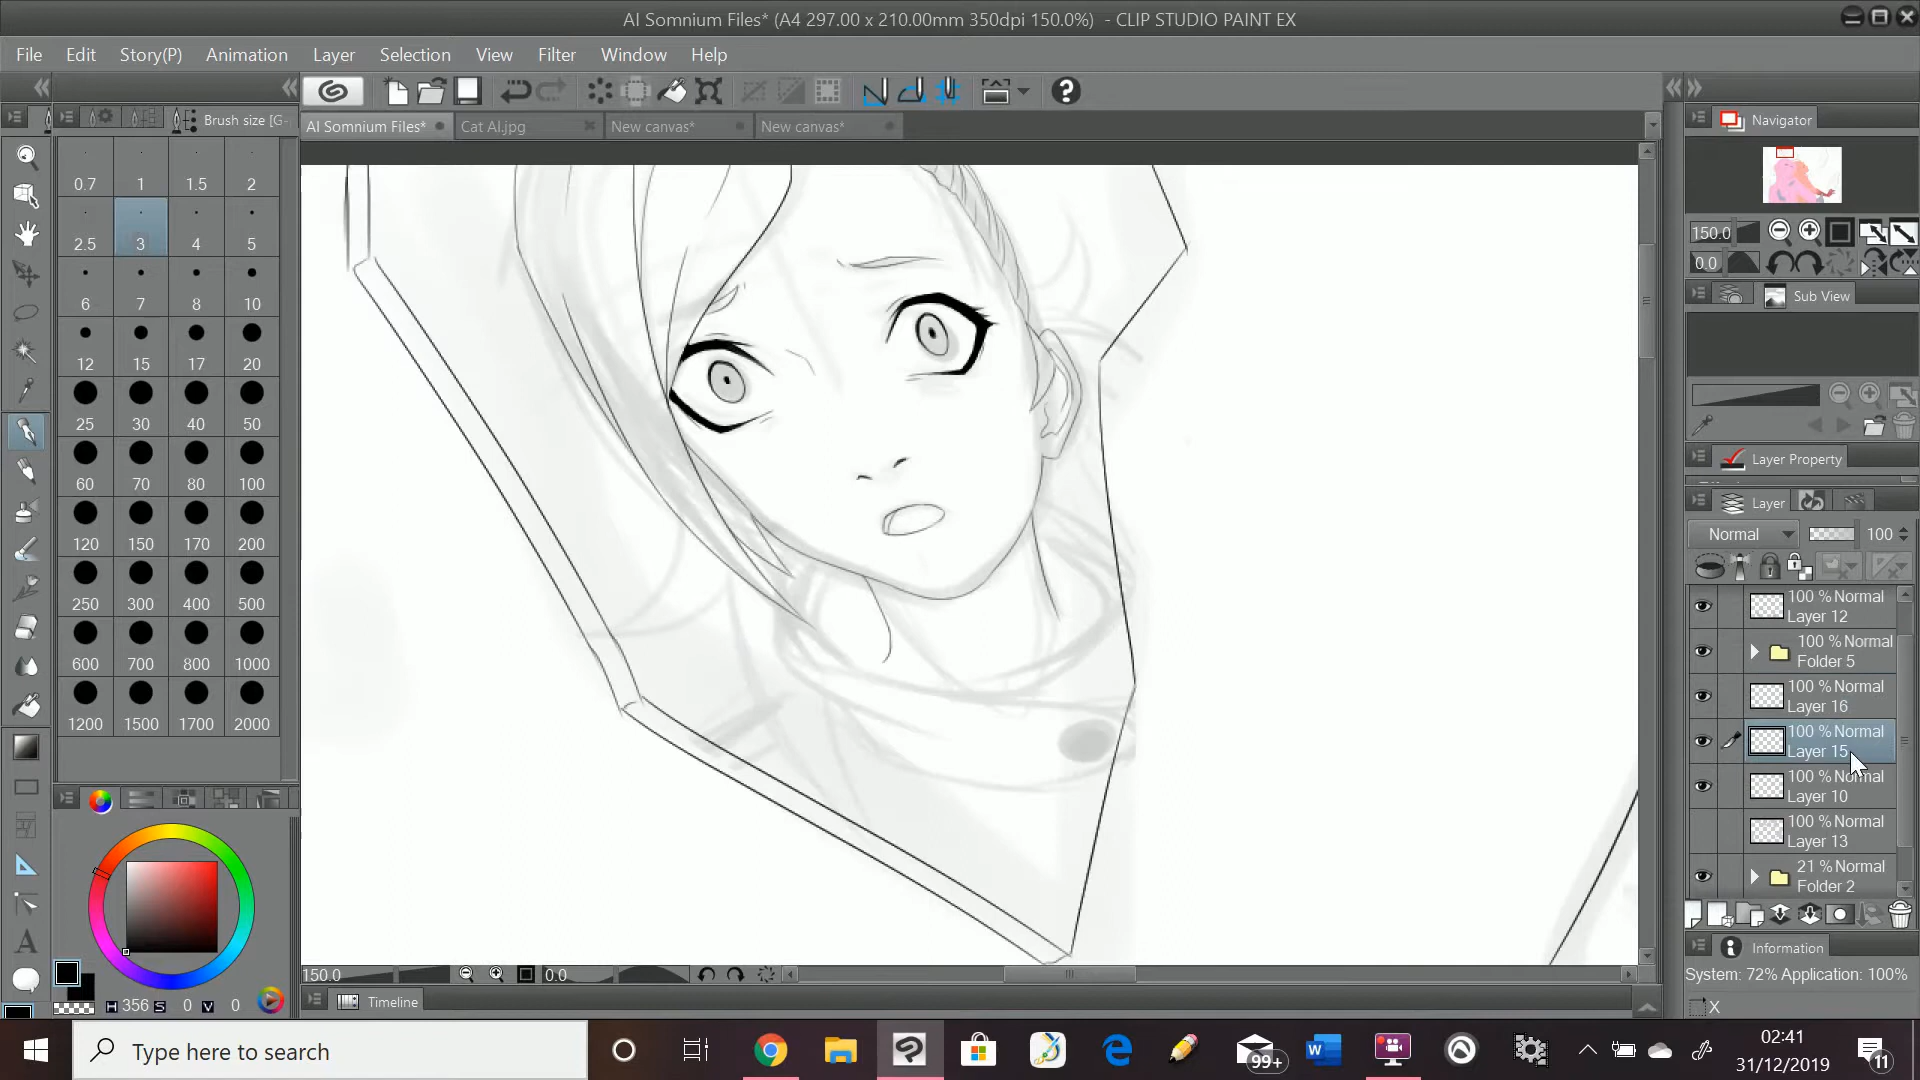 AI Somnium Files* (A4 297.00 x 210.00mm 350dpi 150.0%)  - CLIP STUDIO PAINT EX
File Edit Story(P) Animation Layer Selection View Filter Window Help
Brush size [G-
AI Somnium Files* Cat AI.jpg New canvas* New canvas*
0.7 1 1.5 2
2.5 3 4 5
6 7 8 10
12 15 17 20
25 30 40 50
60 70 80 100
120 150 170 200
250 300 400 500
600 700 800 1000
1200 1500 1700 2000
H 356 S 0 V 0
150.0 0.0
Timeline
Navigator
150.0
0.0
Sub View
Layer Property
Layer
Normal 100
100 % Normal
Layer 12
100 % Normal
Folder 5
100 % Normal
Layer 16
100 % Normal
Layer 15
100 % Normal
Layer 10
100 % Normal
Layer 13
21 % Normal
Folder 2
Information
System: 72% Application: 100%
X
Type here to search
99+
02:41
31/12/2019
11